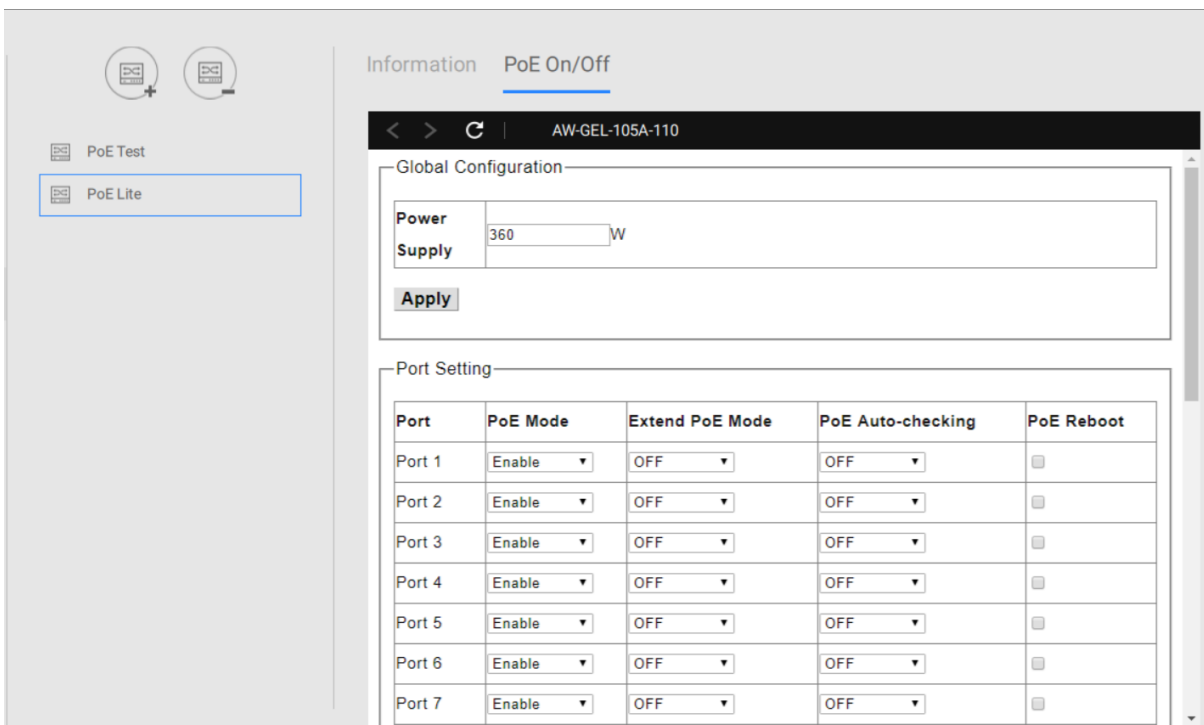 Information PoE On/Off
AW-GEL-105A-110
PoE Test
PoE Lite
Global Configuration
Power Supply 360 W
Apply
Port Setting
Port PoE Mode Extend PoE Mode PoE Auto-checking PoE Reboot
Port 1 Enable OFF OFF
Port 2 Enable OFF OFF
Port 3 Enable OFF OFF
Port 4 Enable OFF OFF
Port 5 Enable OFF OFF
Port 6 Enable OFF OFF
Port 7 Enable OFF OFF